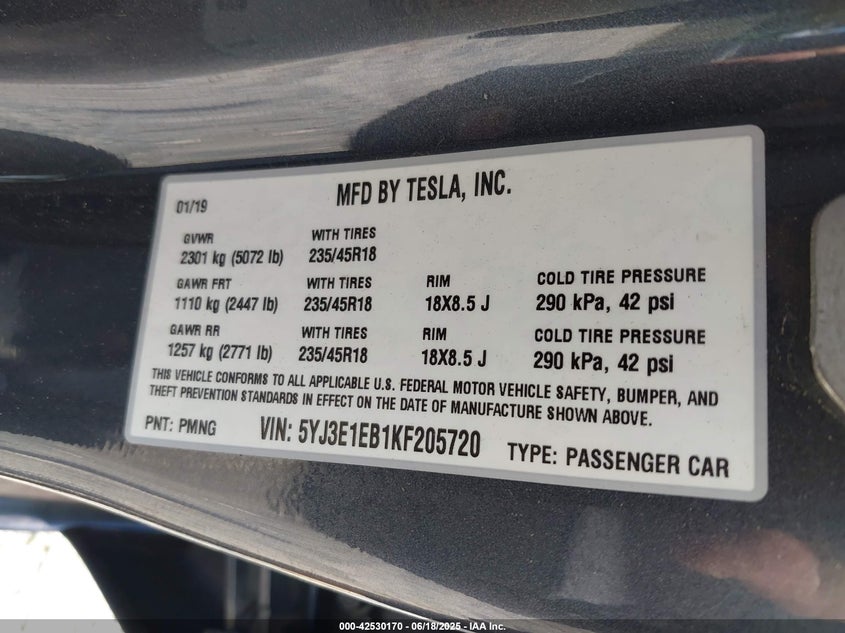 MFD BY TESLA, INC.
01/19
GVWR WITH TIRES
2301 kg (5072 lb) 235/45R18
GAWR FRT WITH TIRES RIM COLD TIRE PRESSURE
1110 kg (2447 lb) 235/45R18 18X8.5 J 290 kPa, 42 psi
GAWR RR WITH TIRES RIM COLD TIRE PRESSURE
1257 kg (2771 lb) 235/45R18 18X8.5 J 290 kPa, 42 psi
THIS VEHICLE CONFORMS TO ALL APPLICABLE U.S. FEDERAL MOTOR VEHICLE SAFETY, BUMPER, AND
THEFT PREVENTION STANDARDS IN EFFECT ON THE DATE OF MANUFACTURE SHOWN ABOVE.
PNT: PMNG VIN: 5YJ3E1EB1KF205720 TYPE: PASSENGER CAR
000-42530170 - 06/18/2025 - IAA Inc.